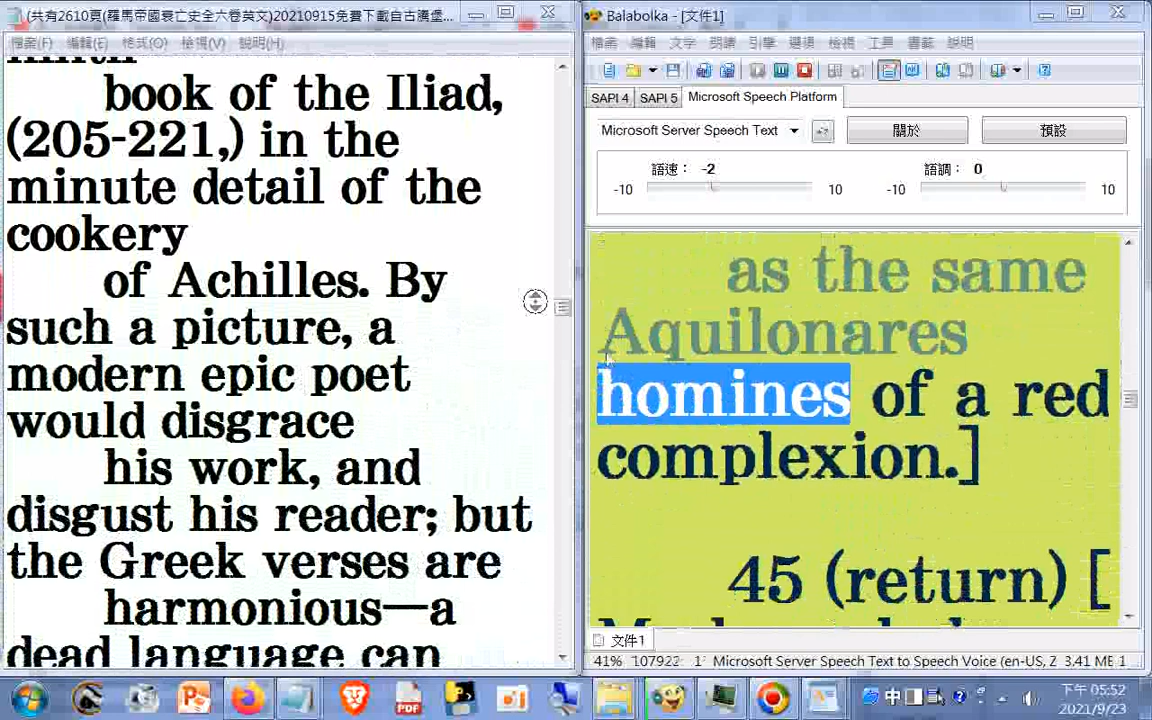 (共有2610頁(羅馬帝國衰亡史全六卷英文)20210915免費下載自古騰堡...
檔案(F) 編輯(E) 格式(O) 檢視(V) 說明(H)
ninth
book of the Iliad,
(205-221,) in the
minute detail of the
cookery
of Achilles. By
such a picture, a
modern epic poet
would disgrace
his work, and
disgust his reader; but
the Greek verses are
harmonious—a
dead language can
Balabolka - [文件1]
檔案 編輯 文字 朗讀 引擎 選項 檢視 工具 書籤 說明
SAPI 4 SAPI 5 Microsoft Speech Platform
Microsoft Server Speech Text
關於
預設
語速: -2
語調: 0
-10 10 -10 10
as the same
Aquilonares
homines of a red
complexion.]
45 (return) [
文件1
41% 107922 1 Microsoft Server Speech Text to Speech Voice (en-US, Z 3.41 ME 1
中
下午 05:52
2021/9/23